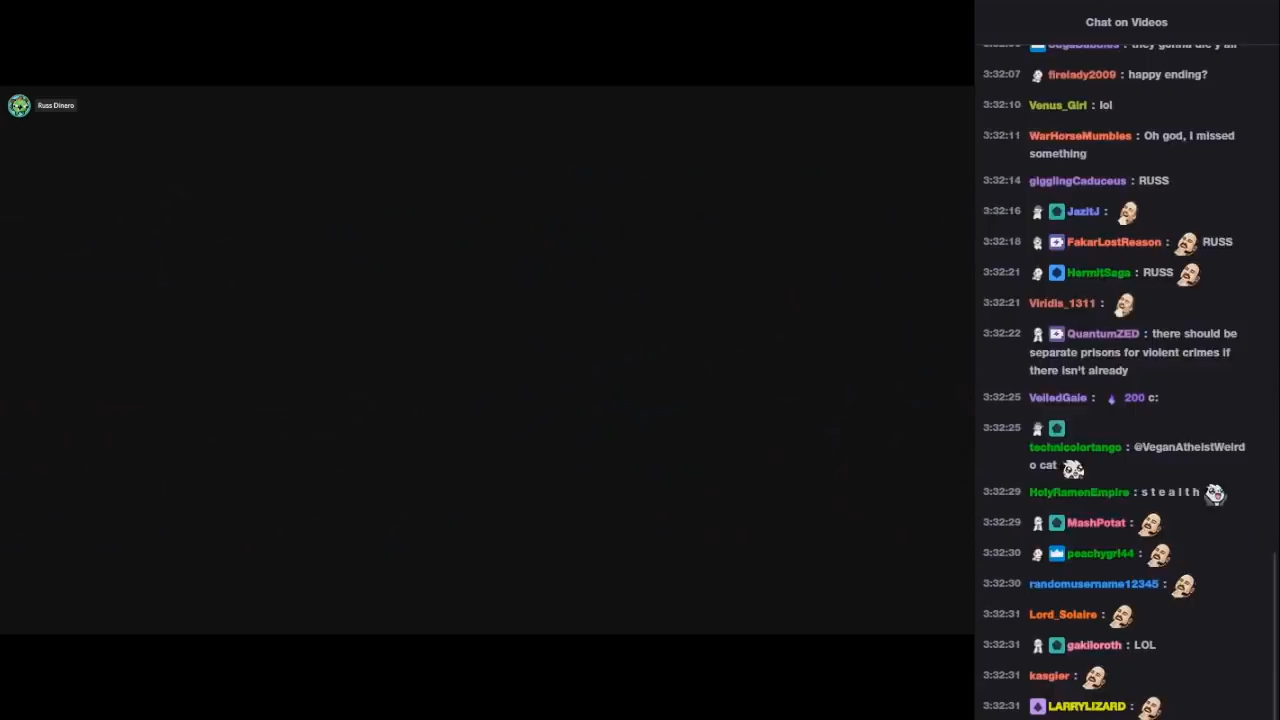 Chat on Videos
Russ Dinero
3:32:07 firelady2009 : happy ending?
3:32:10 Venus_Girl : lol
3:32:11 WarHorseMumbles : Oh god, I missed
something
3:32:14 gigglingCaduceus : RUSS
3:32:16 JazitJ :
3:32:18 FakarLostReason : RUSS
3:32:21 HermitSaga : RUSS
3:32:21 Viridis_1311 :
3:32:22 QuantumZED : there should be
separate prisons for violent crimes if
there isn't already
3:32:25 VeiledGale : 200 c:
3:32:25
technicolortango : @VeganAtheistWeird
o cat
3:32:29 HolyRamenEmpire : s t e a l t h
3:32:29 MashPotat :
3:32:30 peachygrl44 :
3:32:30 randomusername12345 :
3:32:31 Lord_Solaire :
3:32:31 gakiloroth : LOL
3:32:31 kasgier :
3:32:31 LARRYLIZARD :